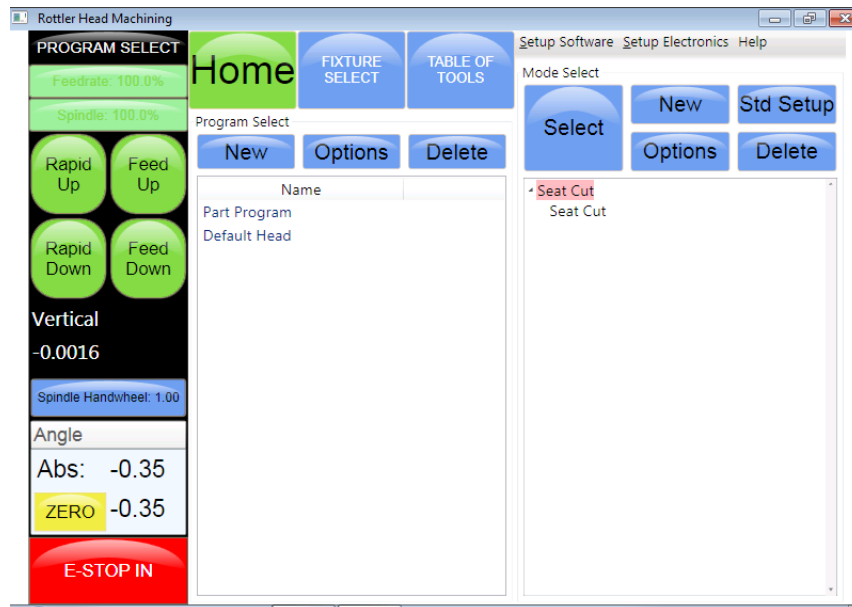 Rottler Head Machining
PROGRAM SELECT
Feedrate: 100.0%
Spindle: 100.0%
Rapid
Up
Feed
Up
Rapid
Down
Feed
Down
Vertical
-0.0016
Spindle Handwheel: 1.00
Angle
Abs: -0.35
ZERO -0.35
E-STOP IN
Home
FIXTURE
SELECT
TABLE OF
TOOLS
Program Select
New Options Delete
Name
Part Program
Default Head
Setup Software Setup Electronics Help
Mode Select
Select
New Std Setup
Options Delete
Seat Cut
Seat Cut